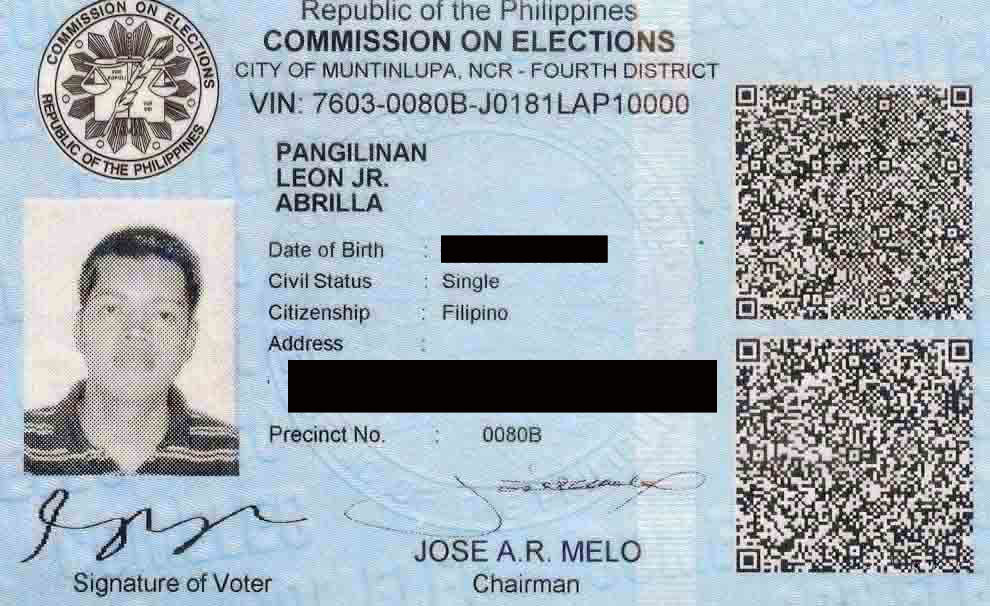 COMMISSION ON ELECTIONS
REPUBLIC OF THE PHILIPPINES
Republic of the Philippines
COMMISSION ON ELECTIONS
CITY OF MUNTINLUPA, NCR - FOURTH DISTRICT
VIN: 7603-0080B-J0181LAP10000
PANGILINAN
LEON JR.
ABRILLA
Date of Birth :
Civil Status : Single
Citizenship : Filipino
Address :
Precinct No. : 0080B
JOSE A.R. MELO
Signature of Voter
Chairman